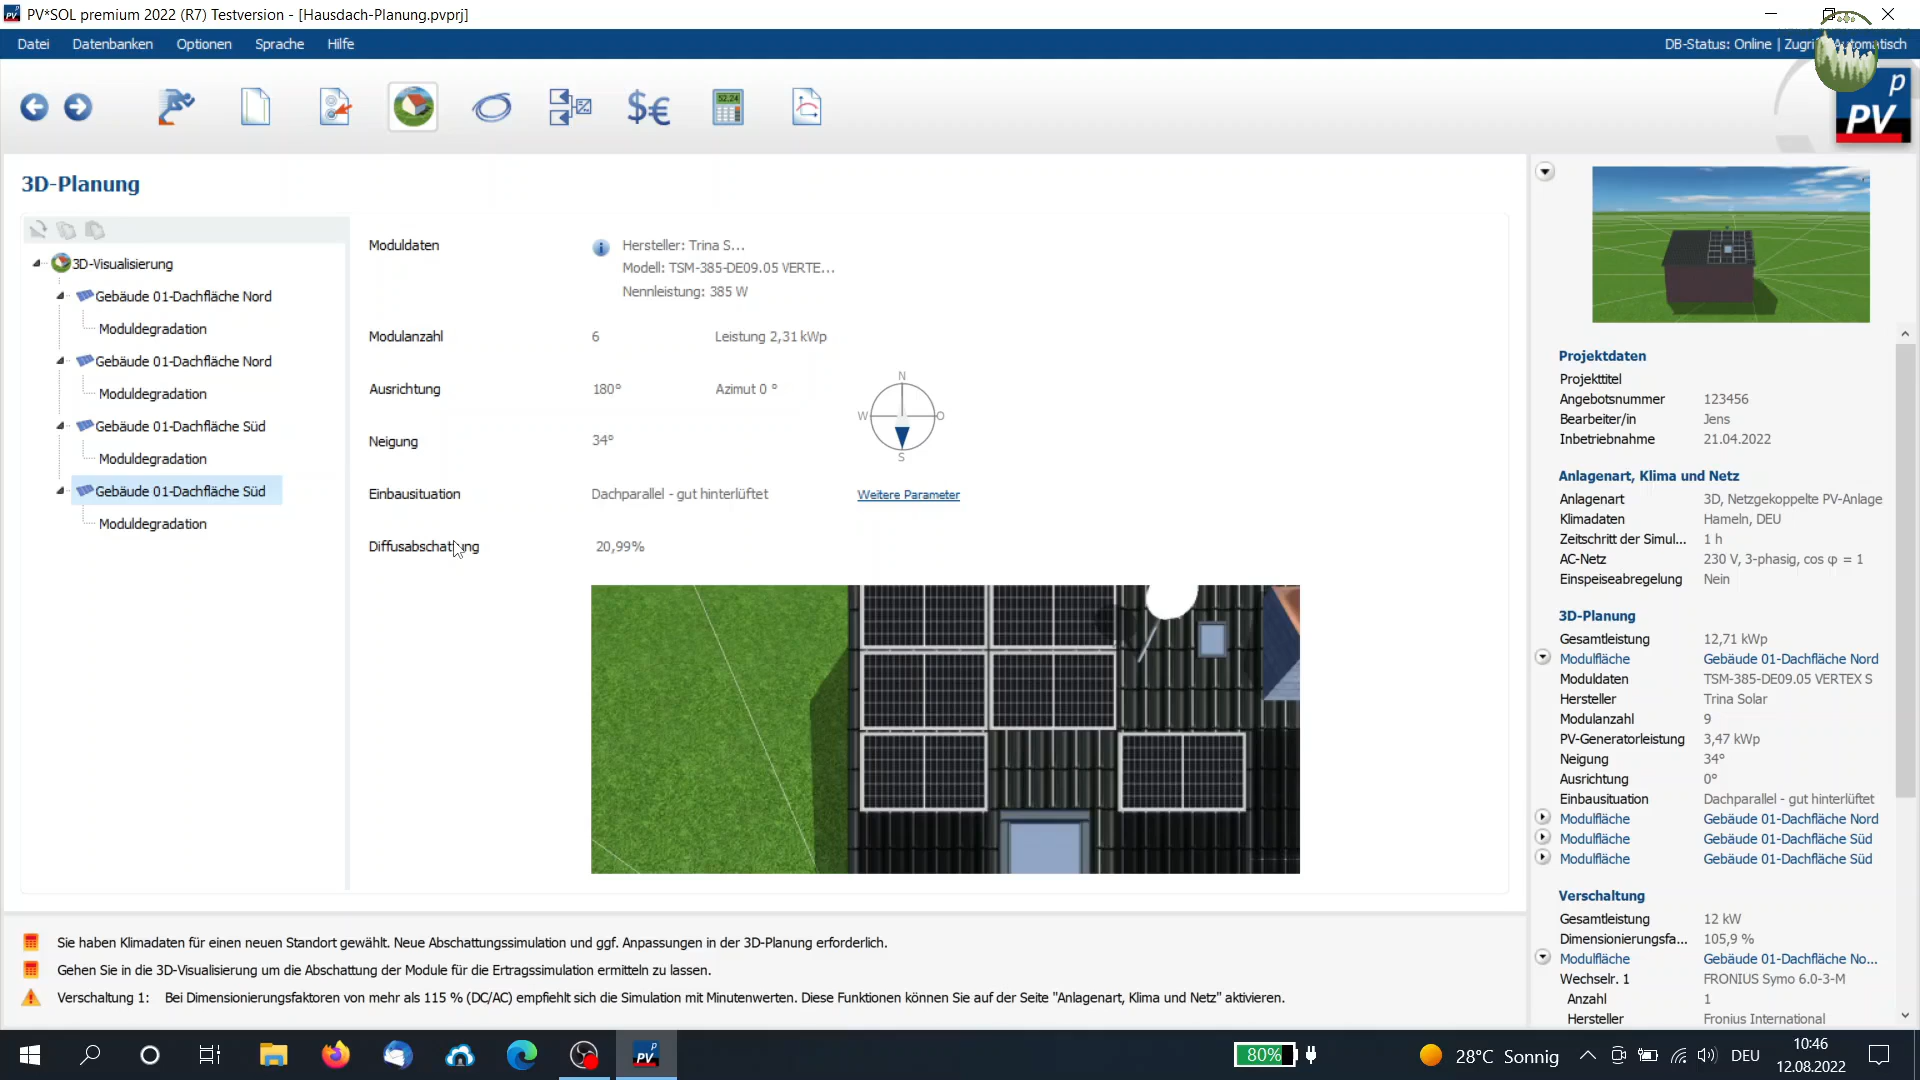 PV*SOL premium 2022 (R7) Testversion - [Hausdach-Planung.pvprj]
Datei Datenbanken Optionen Sprache Hilfe
DB-Status: Online | Zugri Automatisch
52,24
$€
p
PV
3D-Planung
3D-Visualisierung
Gebäude 01-Dachfläche Nord
Moduldegradation
Gebäude 01-Dachfläche Nord
Moduldegradation
Gebäude 01-Dachfläche Süd
Moduldegradation
Gebäude 01-Dachfläche Süd
Moduldegradation
Moduldaten
Hersteller: Trina S...
Modell: TSM-385-DE09.05 VERTE...
Nennleistung: 385 W
Modulanzahl 6 Leistung 2,31 kWp
Ausrichtung 180° Azimut 0 °
N
W O
S
Neigung 34°
Einbausituation Dachparallel - gut hinterlüftet Weitere Parameter
Diffusabschattung 20,99%
Projektdaten
Projekttitel
Angebotsnummer 123456
Bearbeiter/in Jens
Inbetriebnahme 21.04.2022
Anlagenart, Klima und Netz
Anlagenart 3D, Netzgekoppelte PV-Anlage
Klimadaten Hameln, DEU
Zeitschritt der Simul... 1 h
AC-Netz 230 V, 3-phasig, cos φ = 1
Einspeiseabregelung Nein
3D-Planung
Gesamtleistung 12,71 kWp
Modulfläche Gebäude 01-Dachfläche Nord
Moduldaten TSM-385-DE09.05 VERTEX S
Hersteller Trina Solar
Modulanzahl 9
PV-Generatorleistung 3,47 kWp
Neigung 34°
Ausrichtung 0°
Einbausituation Dachparallel - gut hinterlüftet
Modulfläche Gebäude 01-Dachfläche Nord
Modulfläche Gebäude 01-Dachfläche Süd
Modulfläche Gebäude 01-Dachfläche Süd
Verschaltung
Gesamtleistung 12 kW
Dimensionierungsfa... 105,9 %
Modulfläche Gebäude 01-Dachfläche No...
Wechselr. 1 FRONIUS Symo 6.0-3-M
Anzahl 1
Hersteller Fronius International
Sie haben Klimadaten für einen neuen Standort gewählt. Neue Abschattungssimulation und ggf. Anpassungen in der 3D-Planung erforderlich.
Gehen Sie in die 3D-Visualisierung um die Abschattung der Module für die Ertragssimulation ermitteln zu lassen.
Verschaltung 1: Bei Dimensionierungsfaktoren von mehr als 115 % (DC/AC) empfiehlt sich die Simulation mit Minutenwerten. Diese Funktionen können Sie auf der Seite "Anlagenart, Klima und Netz" aktivieren.
80%
28°C Sonnig
DEU
10:46
12.08.2022